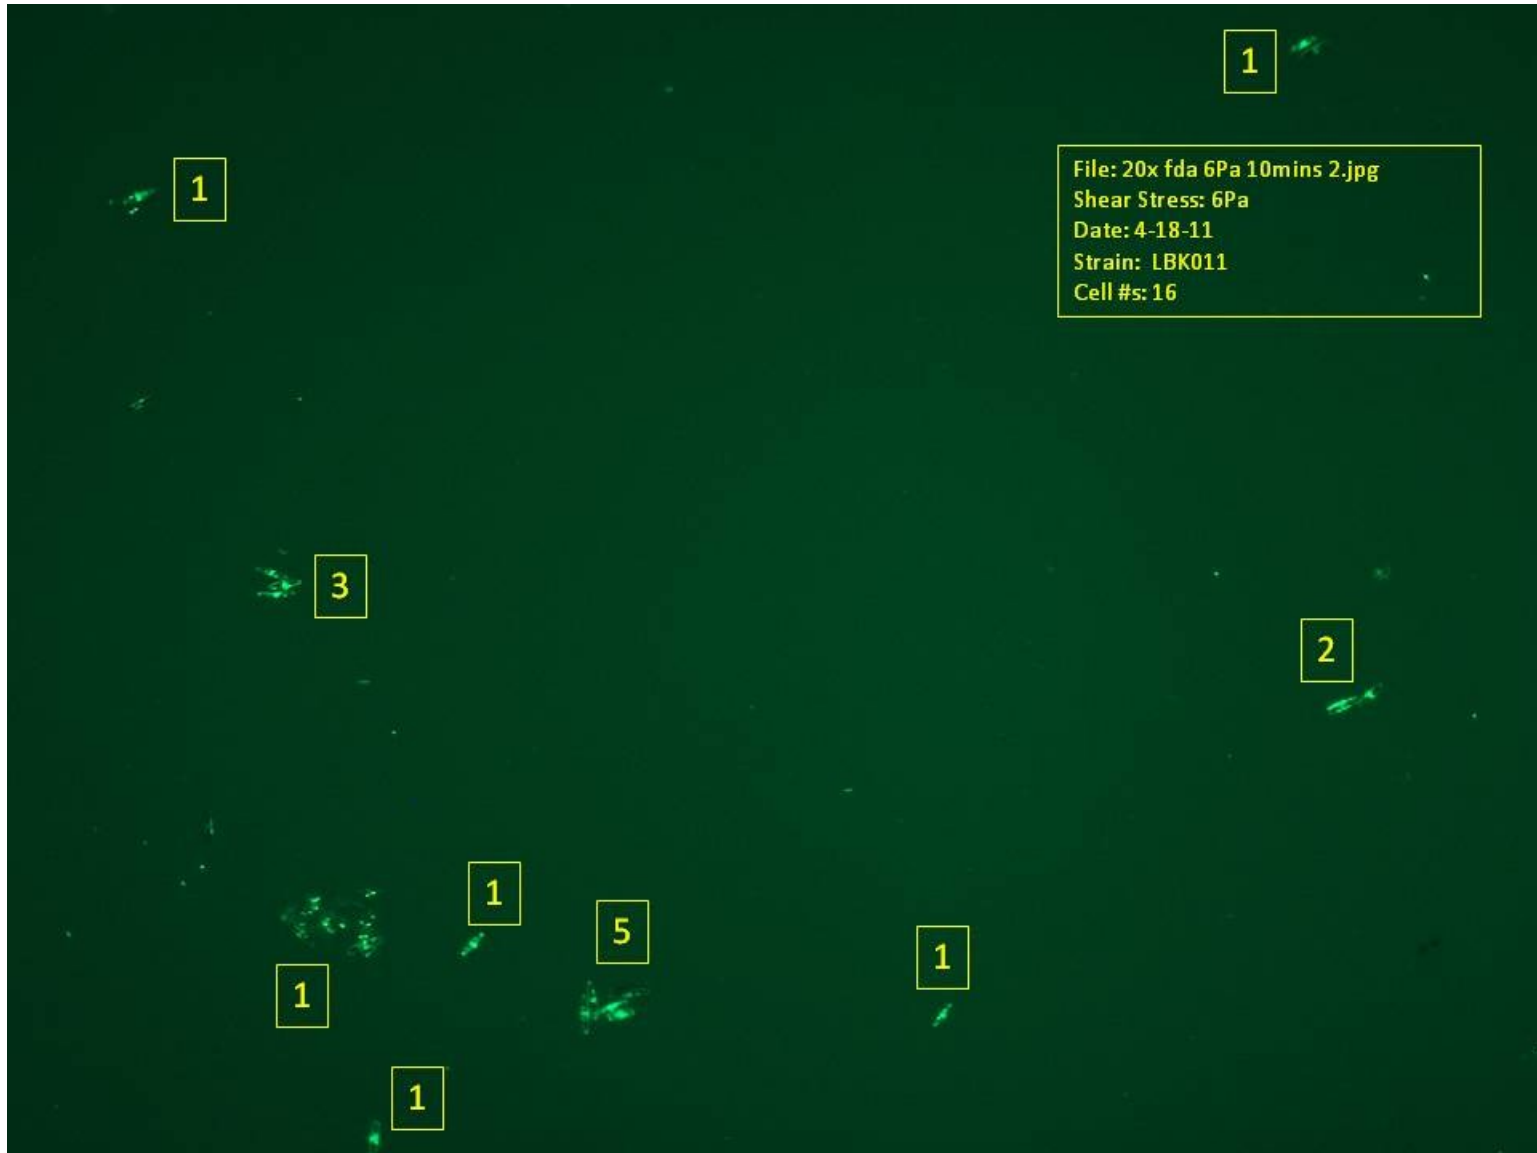 1
1
File: 20x fda 6Pa 10mins 2.jpg
Shear Stress: 6Pa
Date: 4-18-11
Strain: LBK011
Cell #s: 16
3
2
1
5
1
1
1